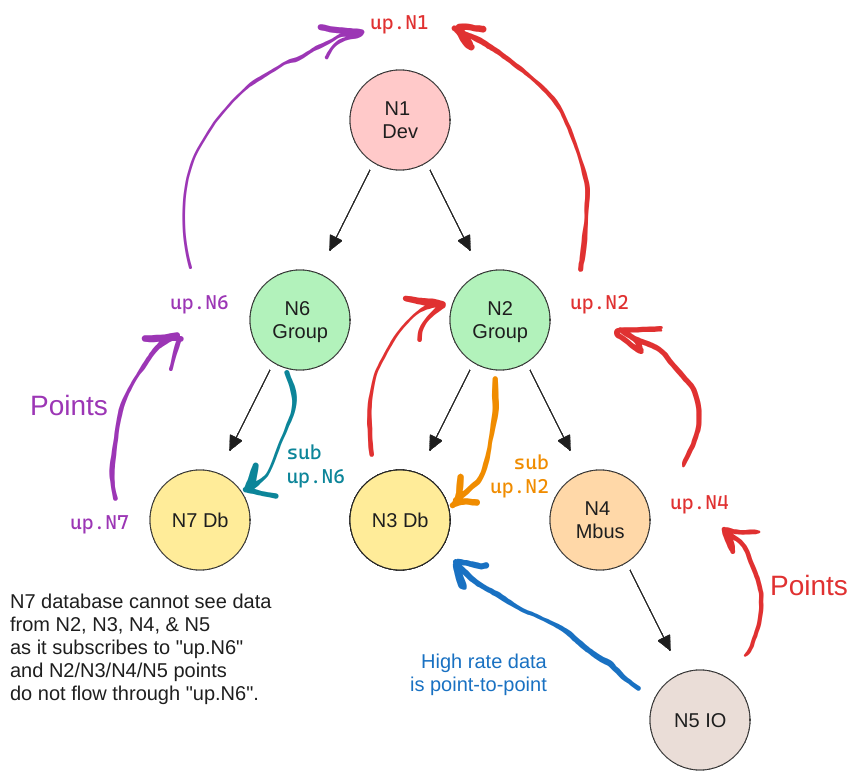 up.N1
N1
Dev
up.N6
N6
Group
N2
Group
up.N2
Points
sub
up.N6
sub
up.N2
up.N7
N7 Db
N3 Db
N4
Mbus
up.N4
Points
N7 database cannot see data
from N2, N3, N4, & N5
as it subscribes to "up.N6"
and N2/N3/N4/N5 points
do not flow through "up.N6".
High rate data
is point-to-point
N5 IO